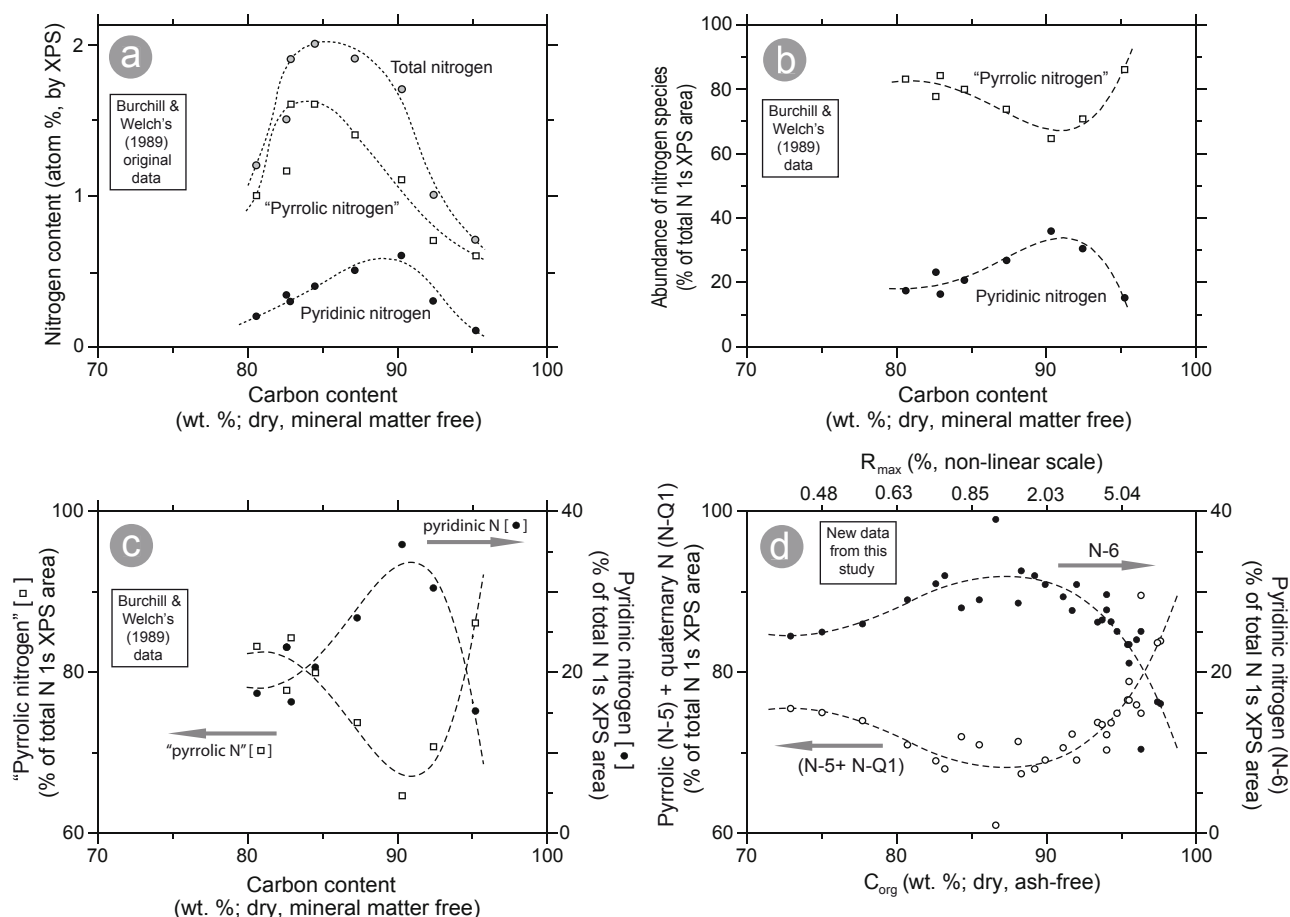 a
Burchill &
Welch's
(1989)
original
data
Total nitrogen
"Pyrrolic nitrogen"
Pyridinic nitrogen
Nitrogen content (atom %, by XPS)
2
1
0
70
80
90
100
Carbon content
(wt. %; dry, mineral matter free)
b
Burchill &
Welch's
(1989)
data
"Pyrrolic nitrogen"
Pyridinic nitrogen
Abundance of nitrogen species
(% of total N 1s XPS area)
100
80
60
40
20
0
70
80
90
100
Carbon content
(wt. %; dry, mineral matter free)
c
Burchill &
Welch's
(1989)
data
pyridinic N [●]
"pyrrolic N" [□]
"Pyrrolic nitrogen" [□]
(% of total N 1s XPS area)
100
80
60
40
20
0
Pyridinic nitrogen [●]
(% of total N 1s XPS area)
70
80
90
100
Carbon content
(wt. %; dry, mineral matter free)
Rmax (%, non-linear scale)
0.48 0.63 0.85 2.03 5.04
d
New data
from this
study
N-6
(N-5+ N-Q1)
Pyrrolic (N-5) + quaternary N (N-Q1)
(% of total N 1s XPS area)
100
80
60
40
20
0
Pyridinic nitrogen (N-6)
(% of total N 1s XPS area)
70
80
90
100
Corg (wt. %; dry, ash-free)